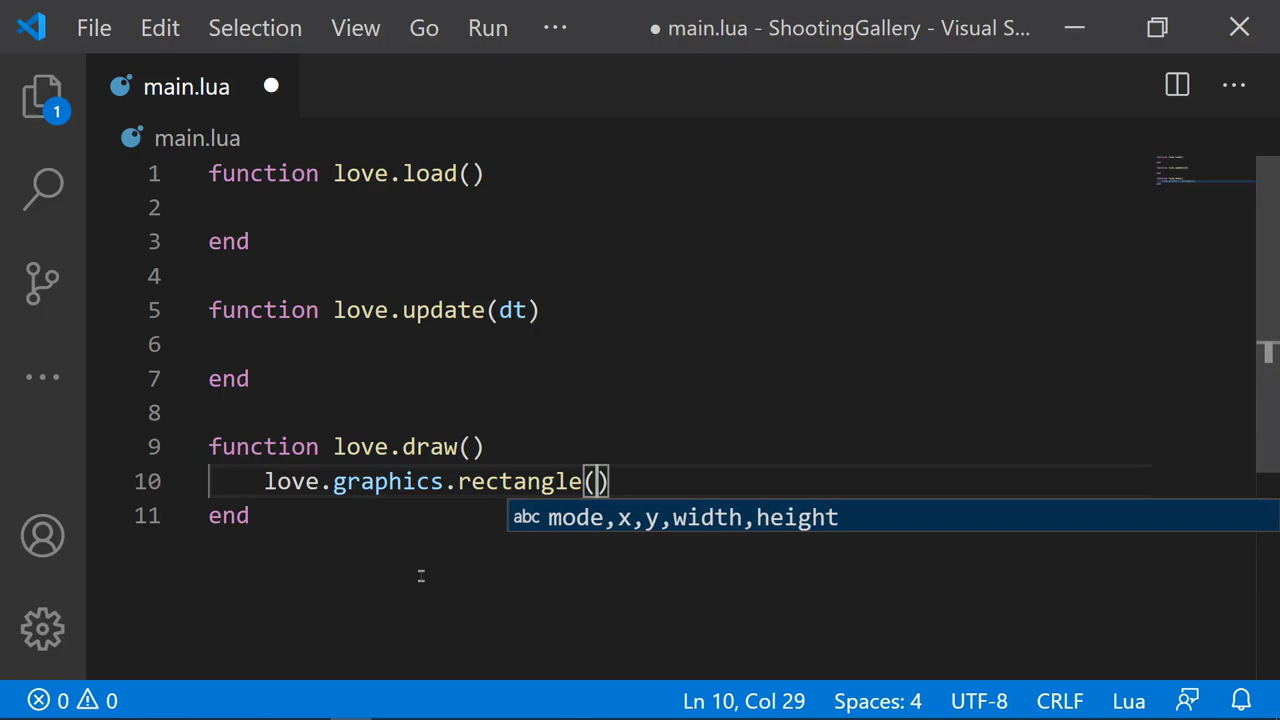 File Edit Selection View Go Run ··· ● main.lua - ShootingGallery - Visual S...
1
main.lua ●
main.lua
1 function love.load()
2
3 end
4
5 function love.update(dt)
6
7 end
8
9 function love.draw()
10     love.graphics.rectangle()
abc mode,x,y,width,height
11 end
0 0 Ln 10, Col 29 Spaces: 4 UTF-8 CRLF Lua